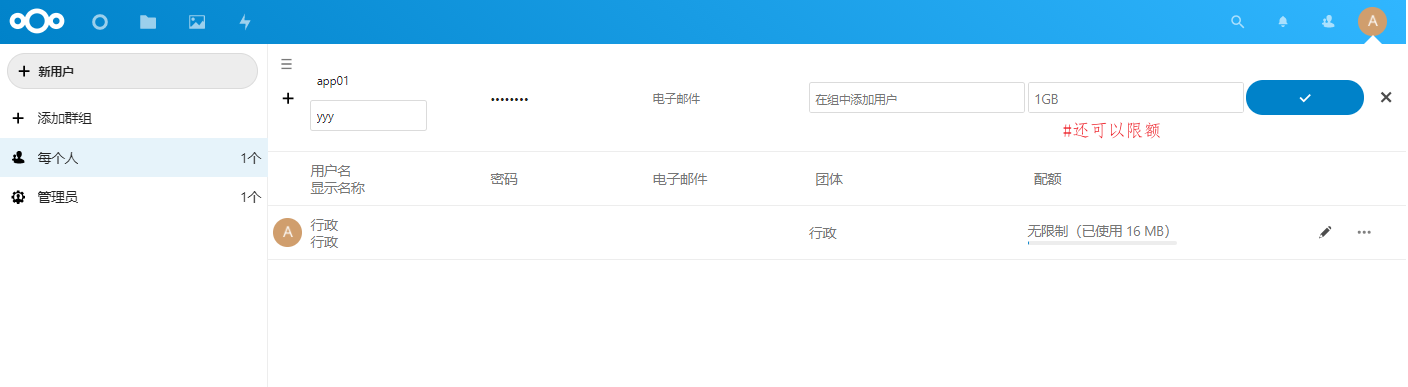 A
新用户
添加群组
每个人 1个
管理员 1个
app01
yyy
••••••••
电子邮件
在组中添加用户
1GB
#还可以限额
用户名
显示名称
密码
电子邮件
团体
配额
A
行政
行政
行政
无限制（已使用 16 MB）